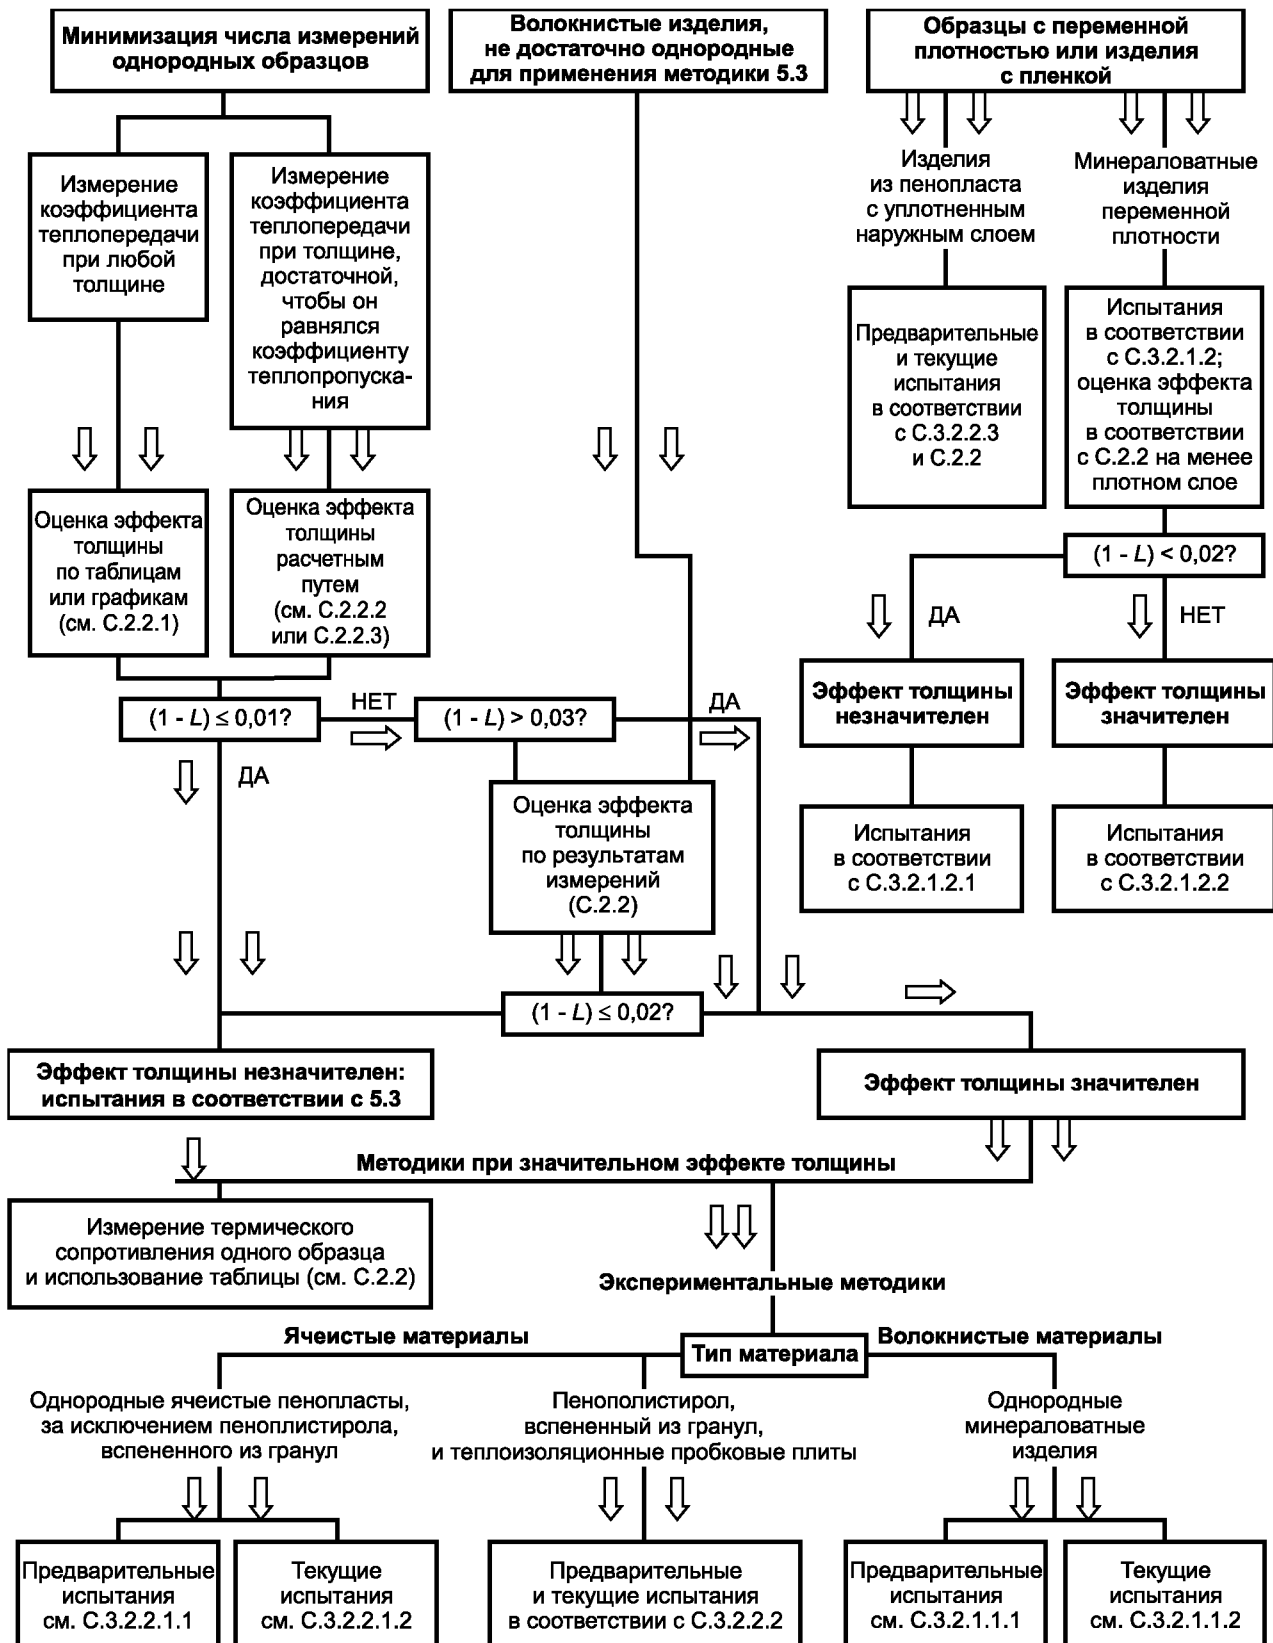 Минимизация числа измерений
однородных образцов
Волокнистые изделия,
не достаточно однородные
для применения методики 5.3
Образцы с переменной
плотностью или изделия
с пленкой
Измерение
коэффициента
теплопередачи
при любой
толщине
Измерение
коэффициента
теплопередачи
при толщине,
достаточной,
чтобы он
равнялся
коэффициенту
теплопропуска-
ния
Изделия
из пенопласта
с уплотненным
наружным слоем
Минераловатные
изделия
переменной
плотности
Предварительные
и текущие
испытания
в соответствии
с С.3.2.2.3
и С.2.2
Испытания
в соответствии
с С.3.2.1.2;
оценка эффекта
толщины
в соответствии
с С.2.2 на менее
плотном слое
Оценка эффекта
толщины
по таблицам
или графикам
(см. С.2.2.1)
Оценка эффекта
толщины
расчетным
путем
(см. С.2.2.2
или С.2.2.3)
(1 - L) < 0,02?
ДА
НЕТ
Эффект толщины
незначителен
Эффект толщины
значителен
(1 - L) ≤ 0,01?
НЕТ
(1 - L) > 0,03?
ДА
ДА
Оценка эффекта
толщины
по результатам
измерений
(С.2.2)
Испытания
в соответствии
с С.3.2.1.2.1
Испытания
в соответствии
с С.3.2.1.2.2
(1 - L) ≤ 0,02?
Эффект толщины незначителен:
испытания в соответствии с 5.3
Эффект толщины значителен
Методики при значительном эффекте толщины
Измерение термического
сопротивления одного образца
и использование таблицы (см. С.2.2)
Экспериментальные методики
Ячеистые материалы
Тип материала
Волокнистые материалы
Однородные ячеистые пенопласты,
за исключением пеноплистирола,
вспененного из гранул
Пенополистирол,
вспененный из гранул,
и теплоизоляционные пробковые плиты
Однородные
минераловатные
изделия
Предварительные
испытания
см. С.3.2.2.1.1
Текущие
испытания
см. С.3.2.2.1.2
Предварительные
и текущие испытания
в соответствии с С.3.2.2.2
Предварительные
испытания
см. С.3.2.1.1.1
Текущие
испытания
см. С.3.2.1.1.2